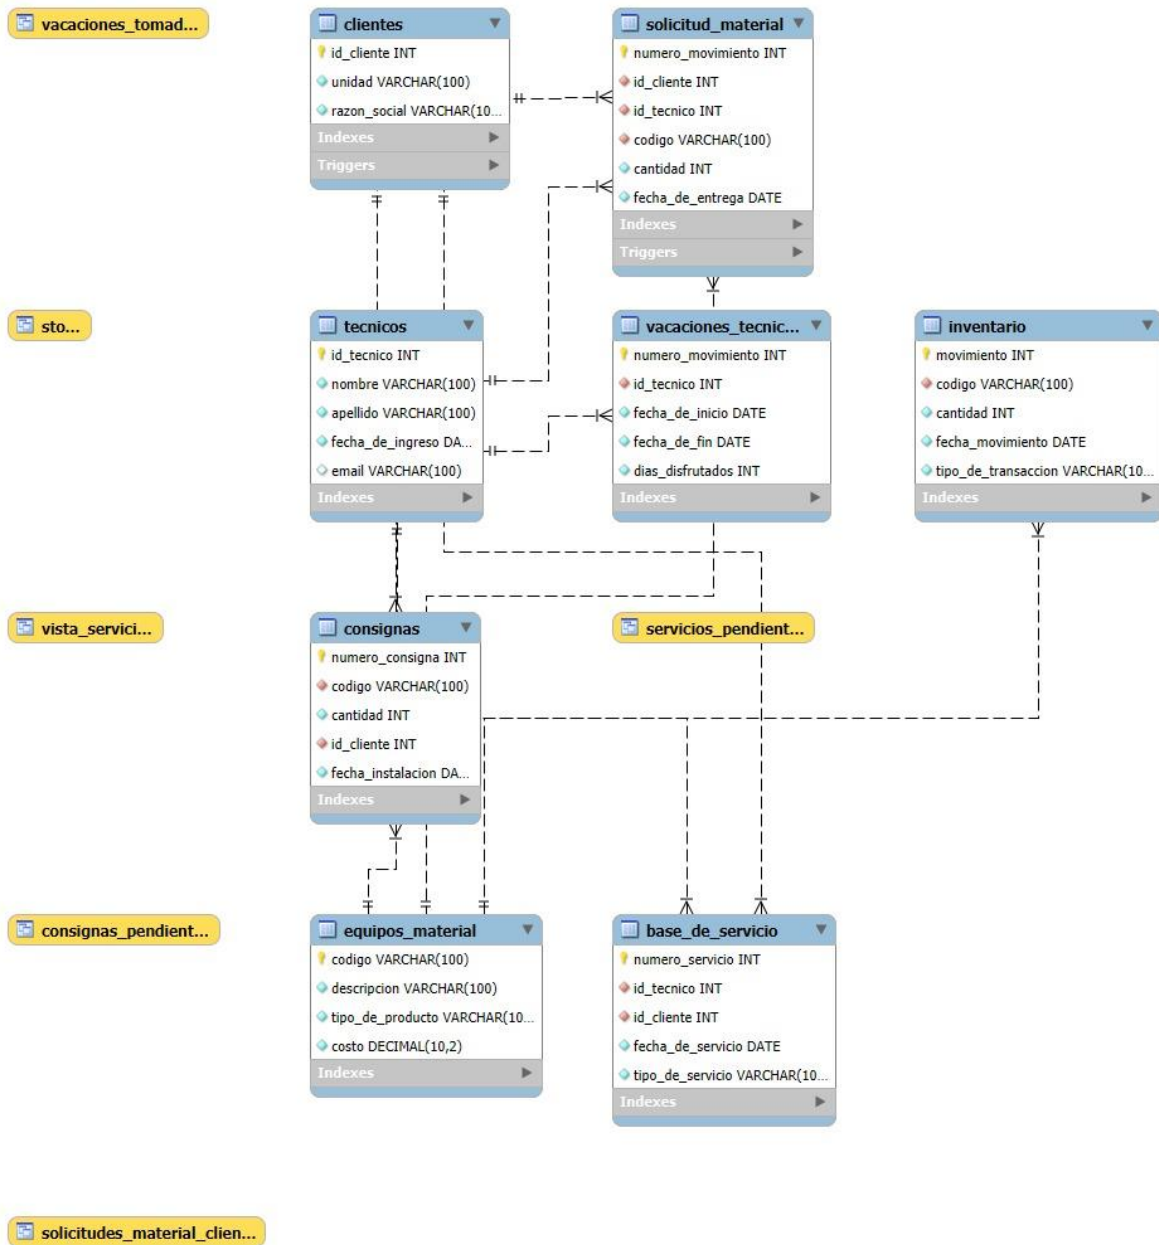 vacaciones_tomad...
clientes
id_cliente INT
unidad VARCHAR(100)
razon_social VARCHAR(10...
Indexes
Triggers
solicitud_material
numero_movimiento INT
id_cliente INT
id_tecnico INT
codigo VARCHAR(100)
cantidad INT
fecha_de_entrega DATE
Indexes
Triggers
sto...
tecnicos
id_tecnico INT
nombre VARCHAR(100)
apellido VARCHAR(100)
fecha_de_ingreso DA...
email VARCHAR(100)
Indexes
vacaciones_tecnic...
numero_movimiento INT
id_tecnico INT
fecha_de_inicio DATE
fecha_de_fin DATE
dias_disfrutados INT
Indexes
inventario
movimiento INT
codigo VARCHAR(100)
cantidad INT
fecha_movimiento DATE
tipo_de_transaccion VARCHAR(10...
Indexes
vista_servici...
consignas
numero_consigna INT
codigo VARCHAR(100)
cantidad INT
id_cliente INT
fecha_instalacion DA...
Indexes
servicios_pendient...
consignas_pendient...
equipos_material
codigo VARCHAR(100)
descripcion VARCHAR(100)
tipo_de_producto VARCHAR(10...
costo DECIMAL(10,2)
Indexes
base_de_servicio
numero_servicio INT
id_tecnico INT
id_cliente INT
fecha_de_servicio DATE
tipo_de_servicio VARCHAR(10...
Indexes
solicitudes_material_clien...